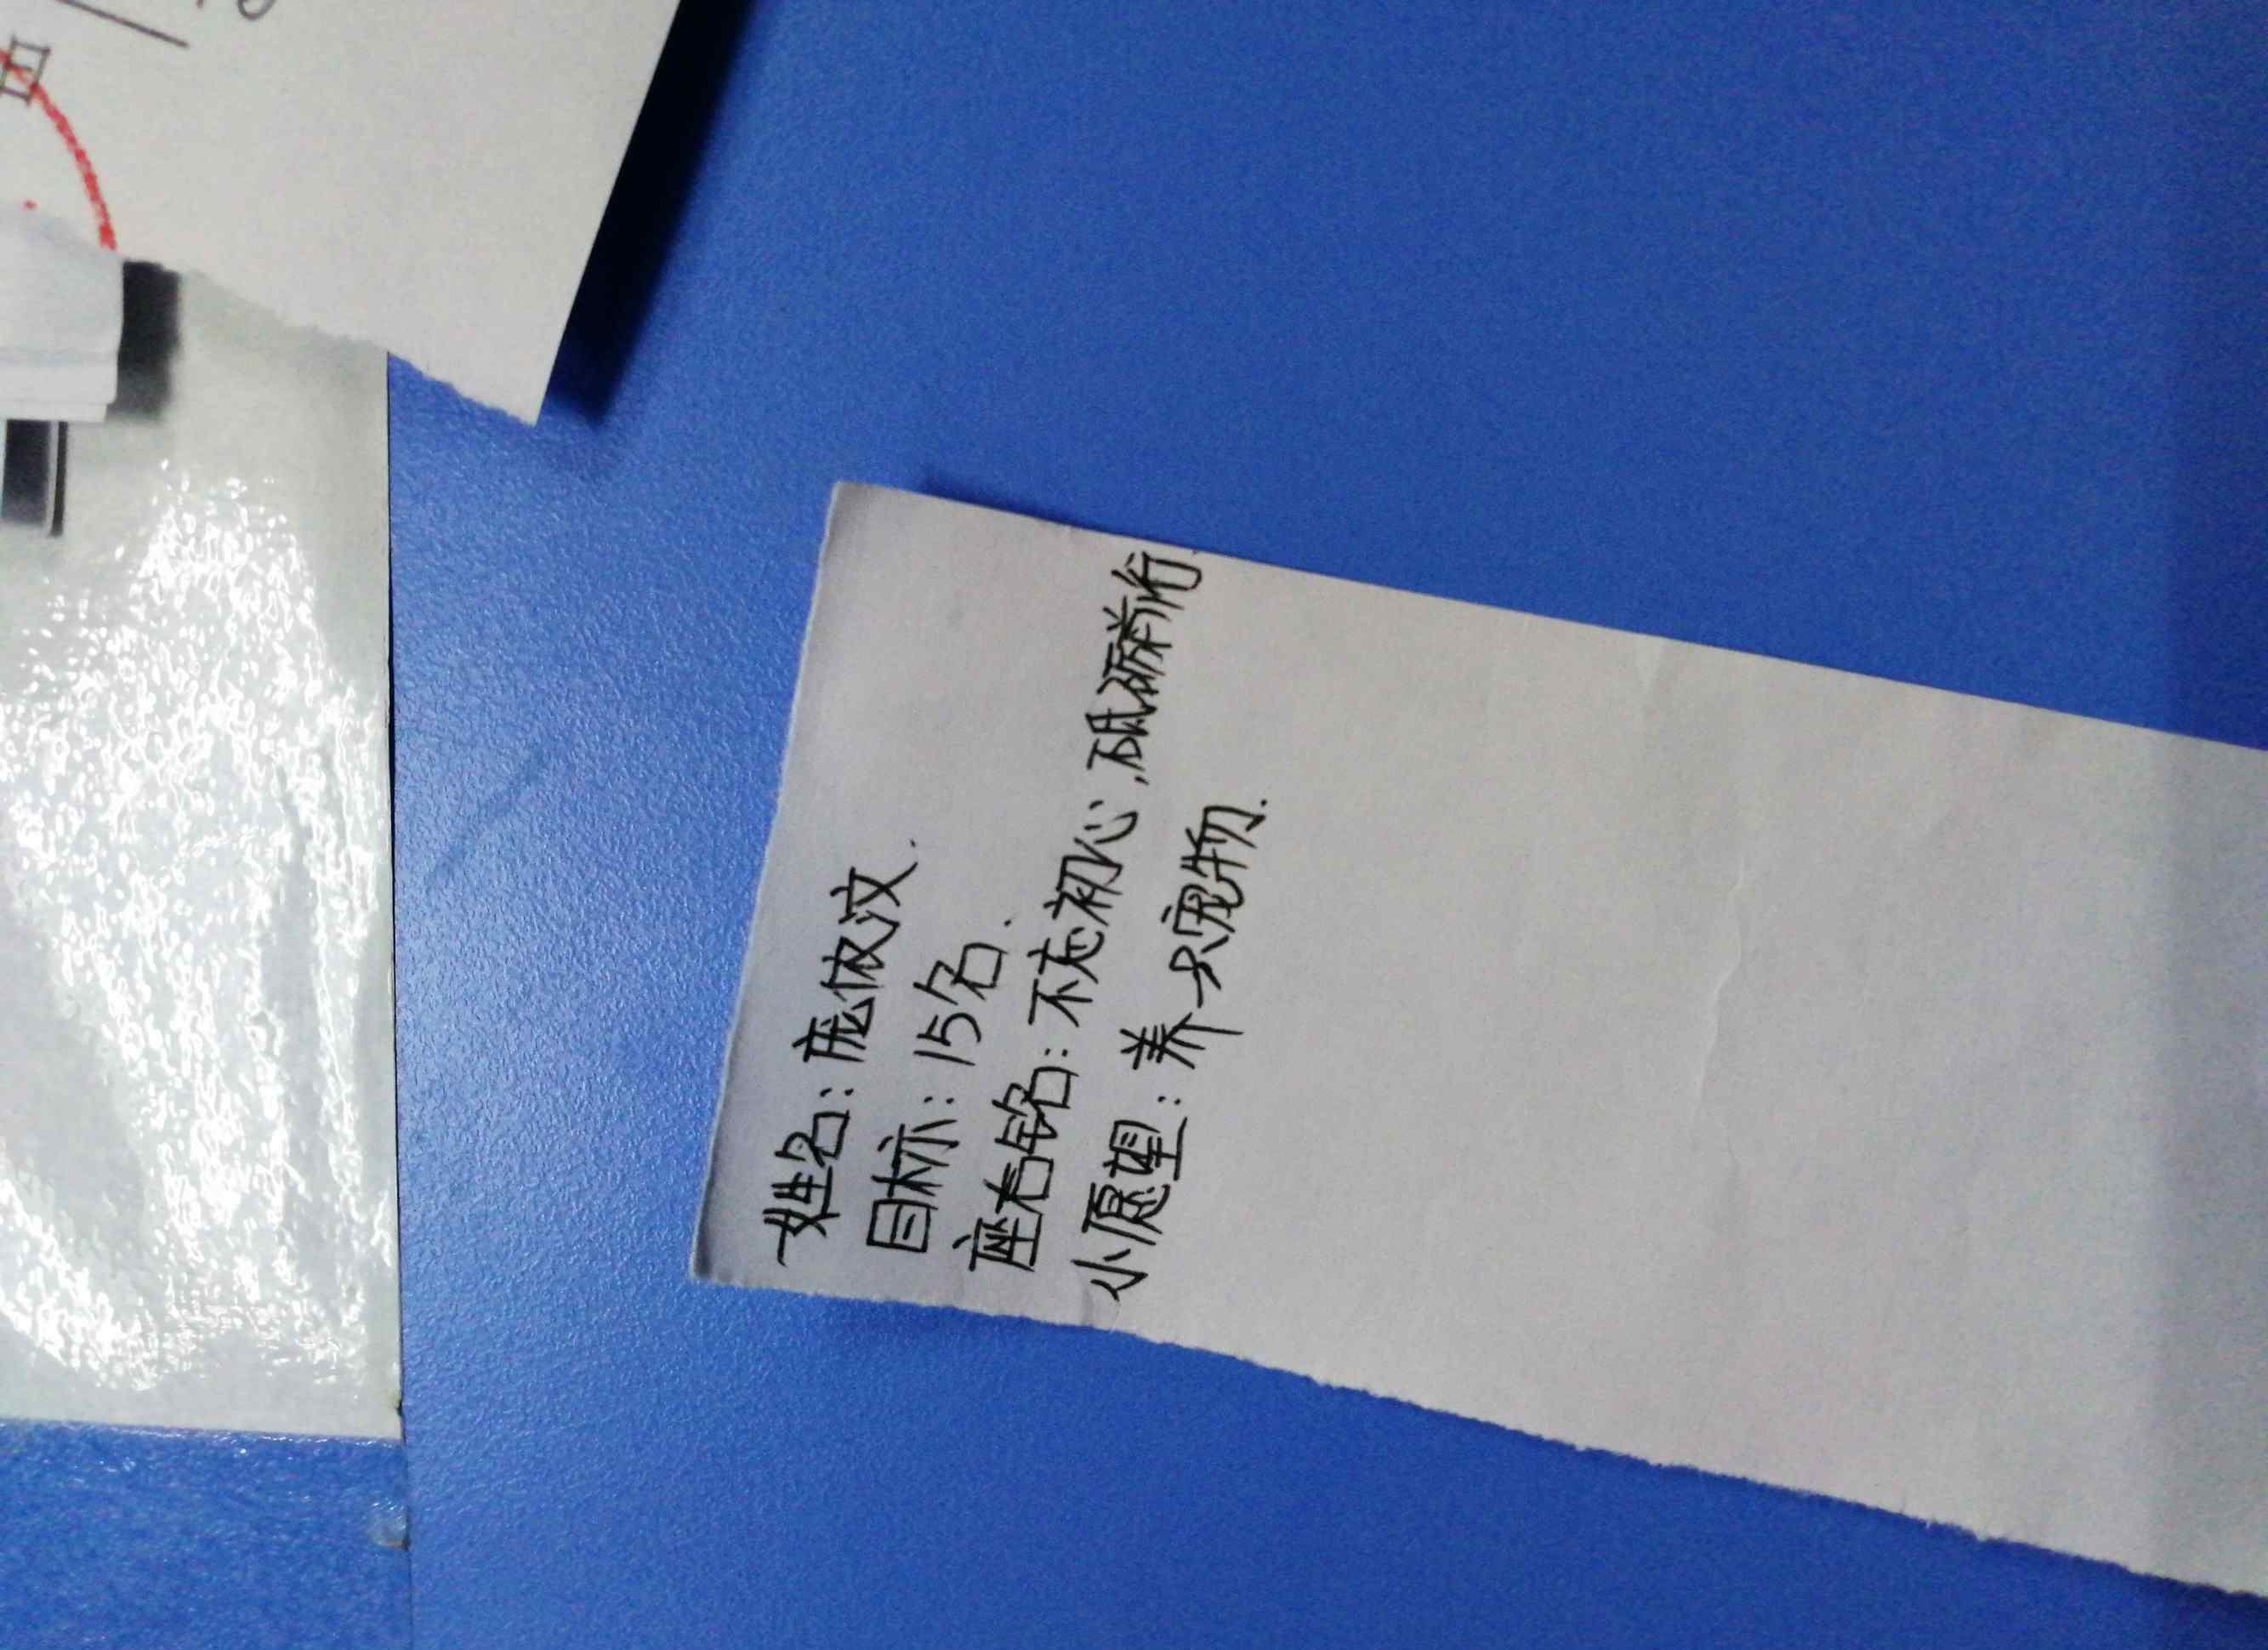 姓名：庞依汶.
目标：15名.
座右铭：不忘初心，砥砺前行.
小愿望：养一只宠物.